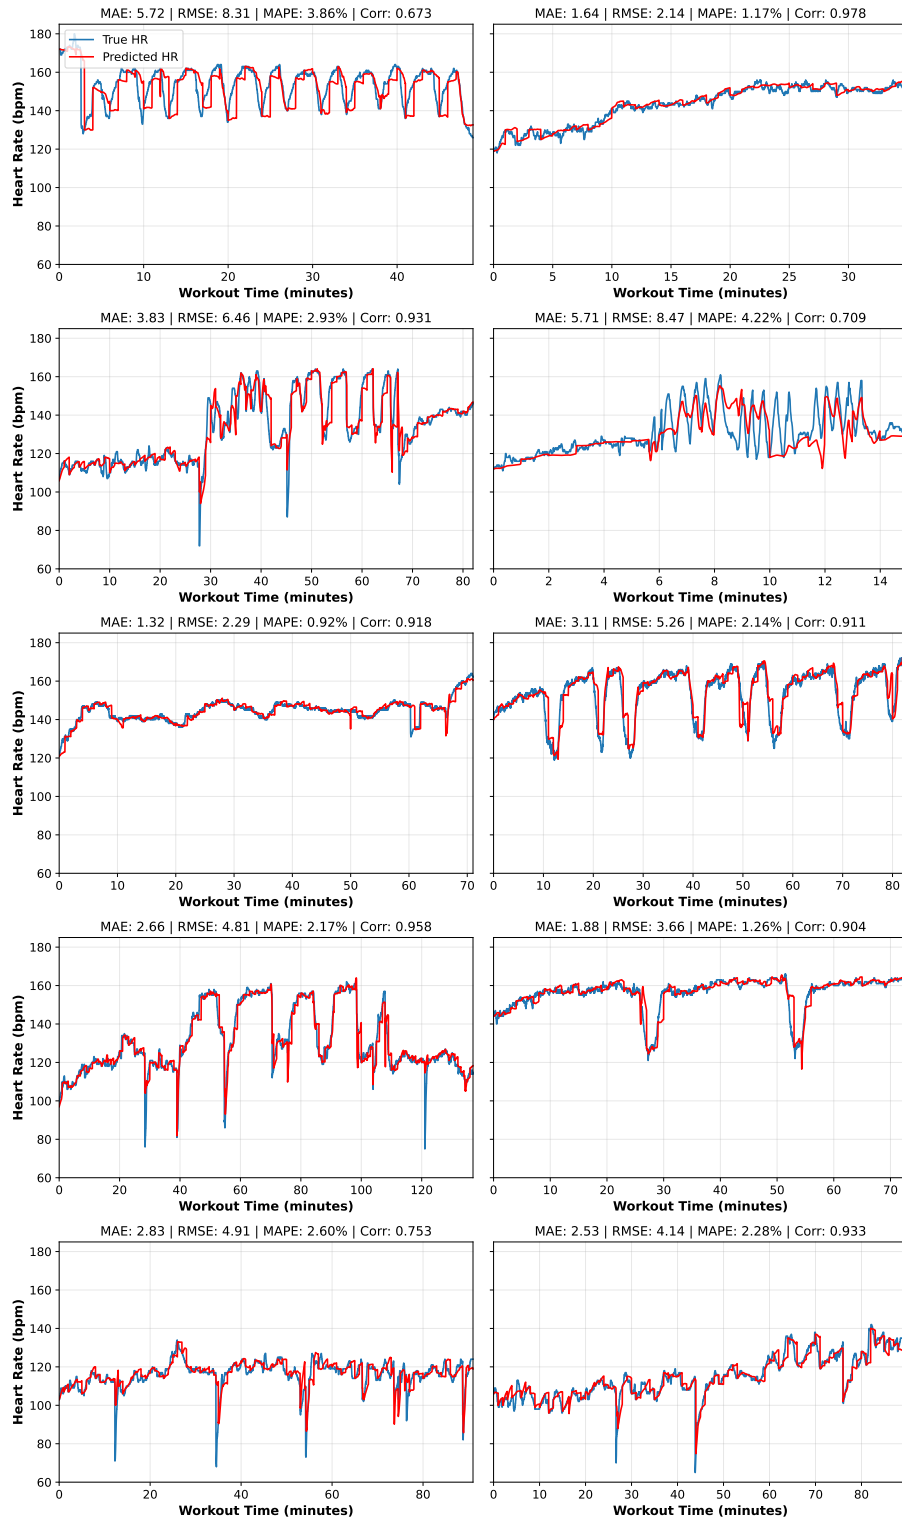 MAE: 5.72 | RMSE: 8.31 | MAPE: 3.86% | Corr: 0.673
True HR
Predicted HR
180
160
140
120
100
80
60
Heart Rate (bpm)
0 10 20 30 40
Workout Time (minutes)
MAE: 1.64 | RMSE: 2.14 | MAPE: 1.17% | Corr: 0.978
0 5 10 15 20 25 30
Workout Time (minutes)
MAE: 3.83 | RMSE: 6.46 | MAPE: 2.93% | Corr: 0.931
180
160
140
120
100
80
60
Heart Rate (bpm)
0 10 20 30 40 50 60 70 80
Workout Time (minutes)
MAE: 5.71 | RMSE: 8.47 | MAPE: 4.22% | Corr: 0.709
0 2 4 6 8 10 12 14
Workout Time (minutes)
MAE: 1.32 | RMSE: 2.29 | MAPE: 0.92% | Corr: 0.918
180
160
140
120
100
80
60
Heart Rate (bpm)
0 10 20 30 40 50 60 70
Workout Time (minutes)
MAE: 3.11 | RMSE: 5.26 | MAPE: 2.14% | Corr: 0.911
0 10 20 30 40 50 60 70 80
Workout Time (minutes)
MAE: 2.66 | RMSE: 4.81 | MAPE: 2.17% | Corr: 0.958
180
160
140
120
100
80
60
Heart Rate (bpm)
0 20 40 60 80 100 120
Workout Time (minutes)
MAE: 1.88 | RMSE: 3.66 | MAPE: 1.26% | Corr: 0.904
0 10 20 30 40 50 60 70
Workout Time (minutes)
MAE: 2.83 | RMSE: 4.91 | MAPE: 2.60% | Corr: 0.753
180
160
140
120
100
80
60
Heart Rate (bpm)
0 20 40 60 80
Workout Time (minutes)
MAE: 2.53 | RMSE: 4.14 | MAPE: 2.28% | Corr: 0.933
0 10 20 30 40 50 60 70 80
Workout Time (minutes)